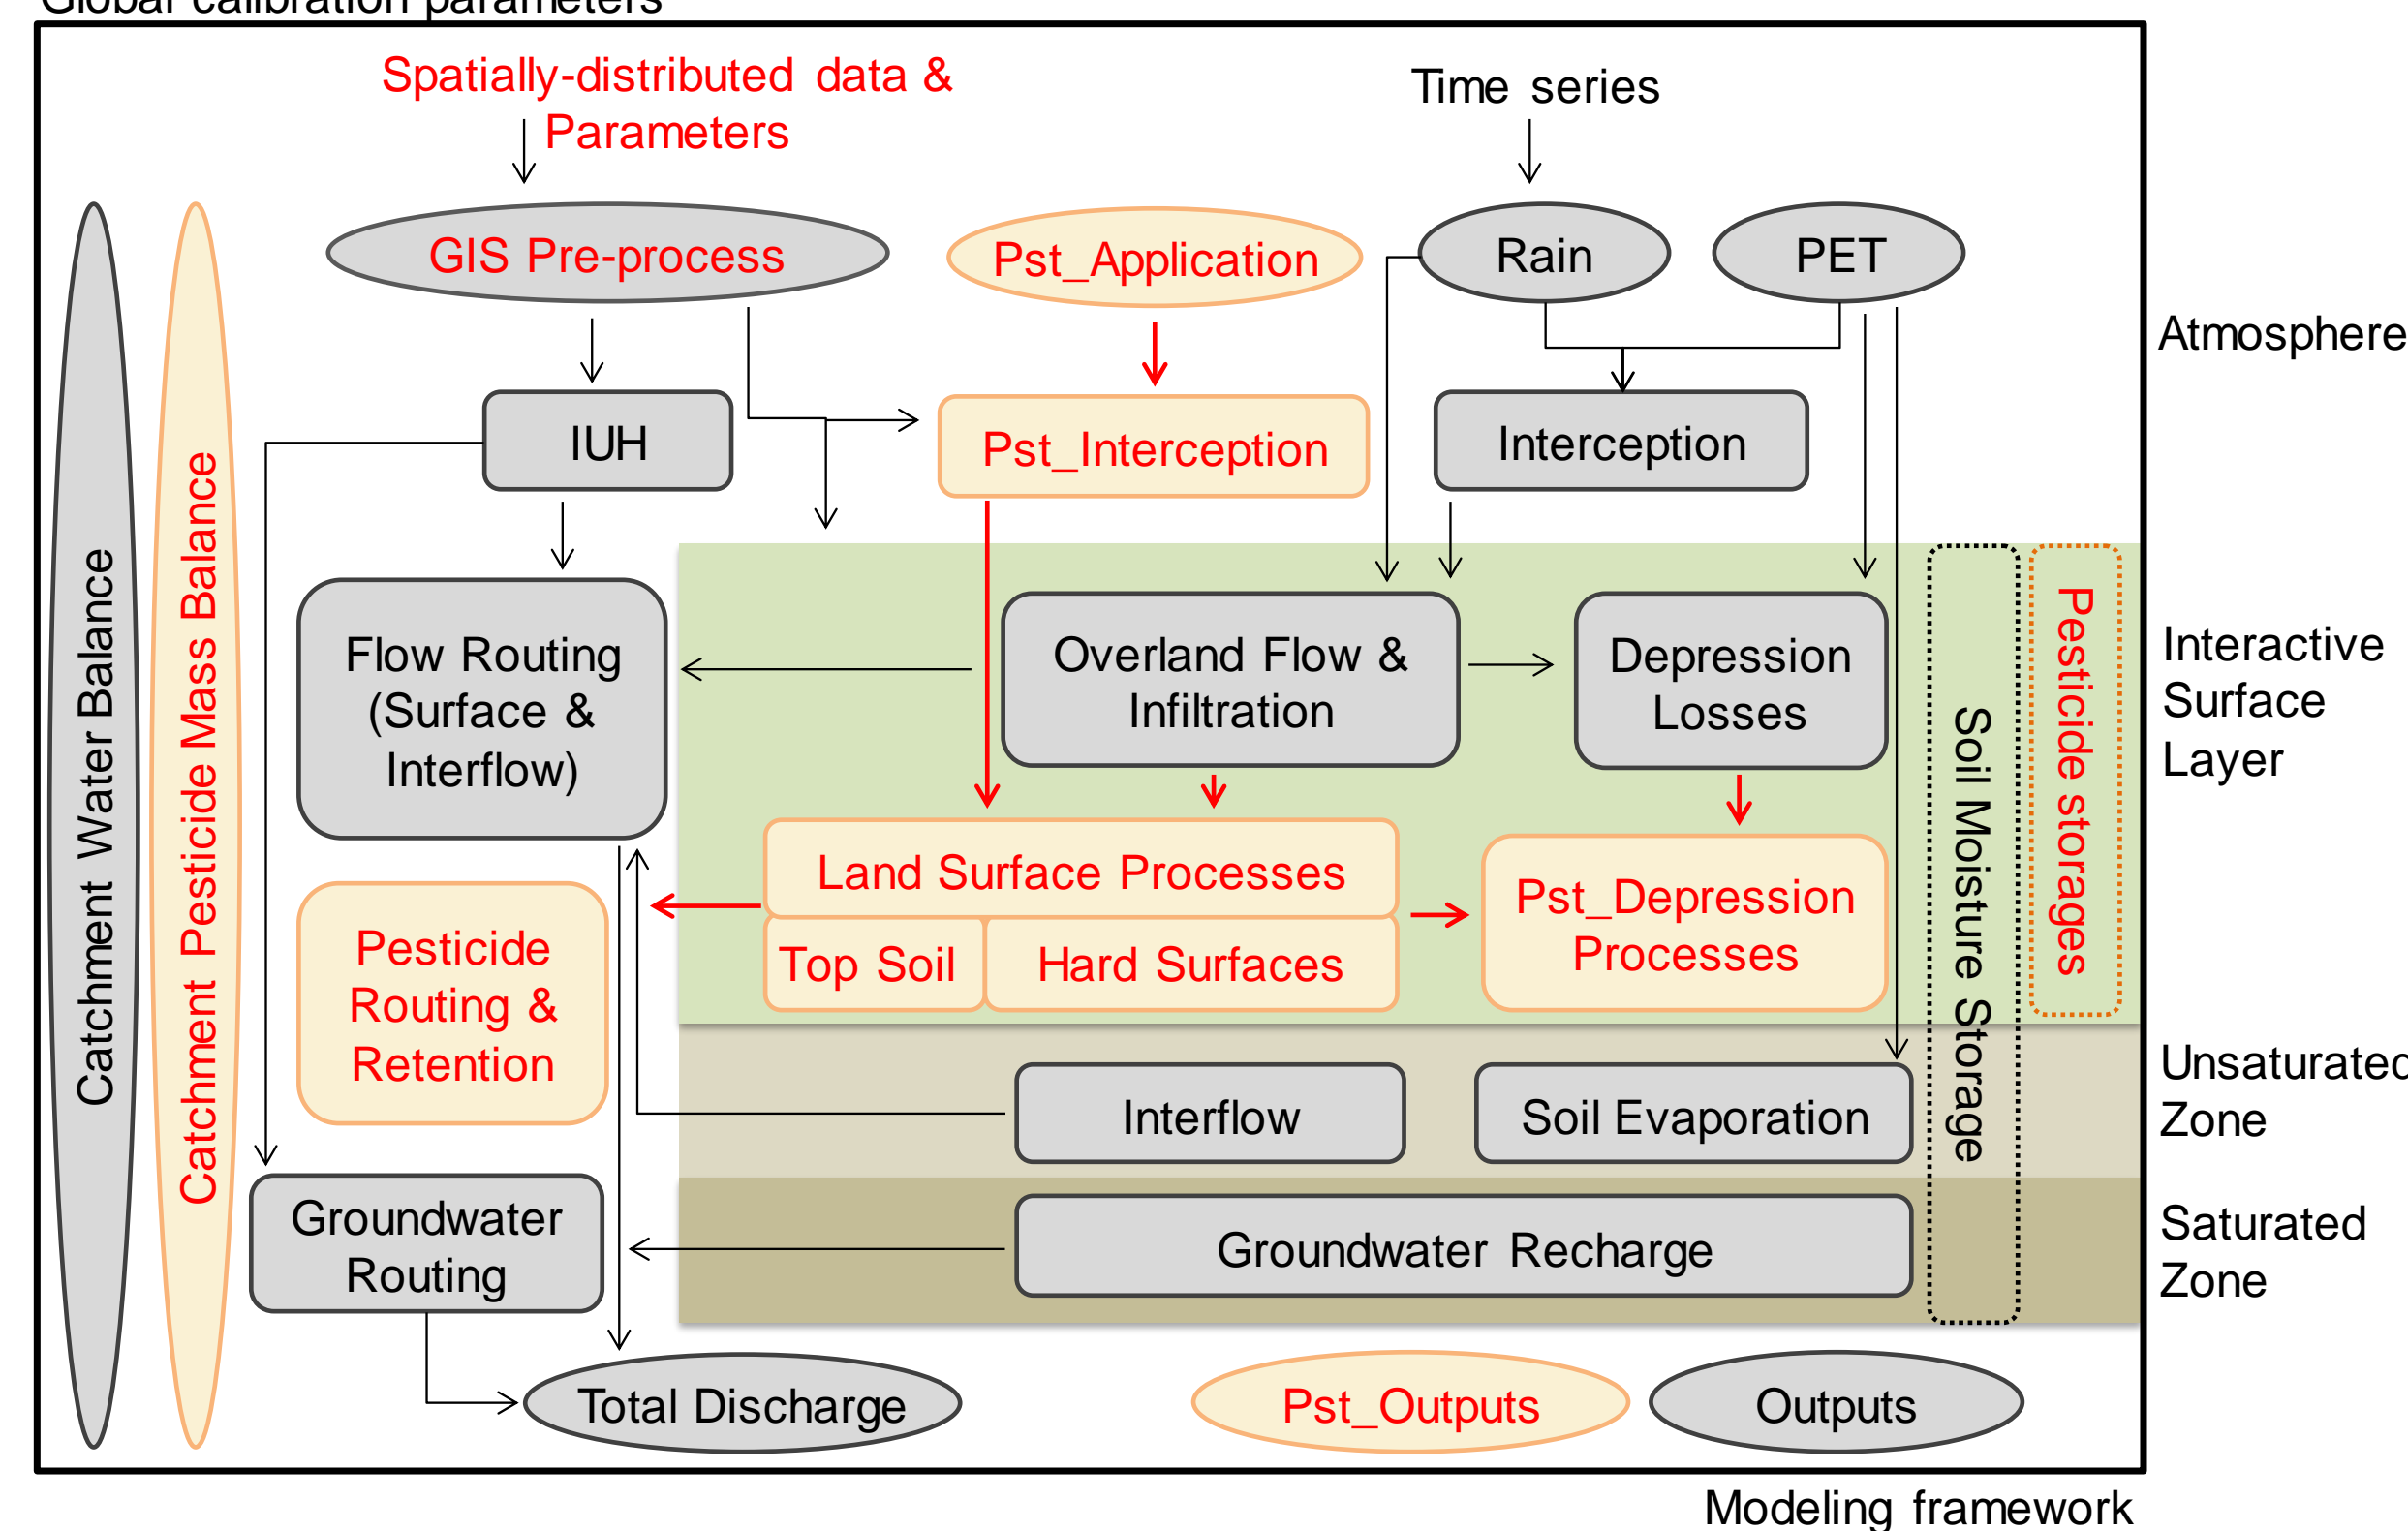 Global calibration parameters
Spatially-distributed data &
Parameters
Time series
GIS Pre-process
Pst_Application
Rain
PET
Atmosphere
IUH
Pst_Interception
Interception
Catchment Water Balance
Catchment Pesticide Mass Balance
Flow Routing
(Surface &
Interflow)
Overland Flow &
Infiltration
Depression
Losses
Soil Moisture Storage
Pesticide storages
Interactive
Surface
Layer
Land Surface Processes
Top Soil
Hard Surfaces
Pst_Depression
Processes
Pesticide
Routing &
Retention
Interflow
Soil Evaporation
Unsaturated
Zone
Groundwater
Routing
Groundwater Recharge
Saturated
Zone
Total Discharge
Pst_Outputs
Outputs
Modeling framework